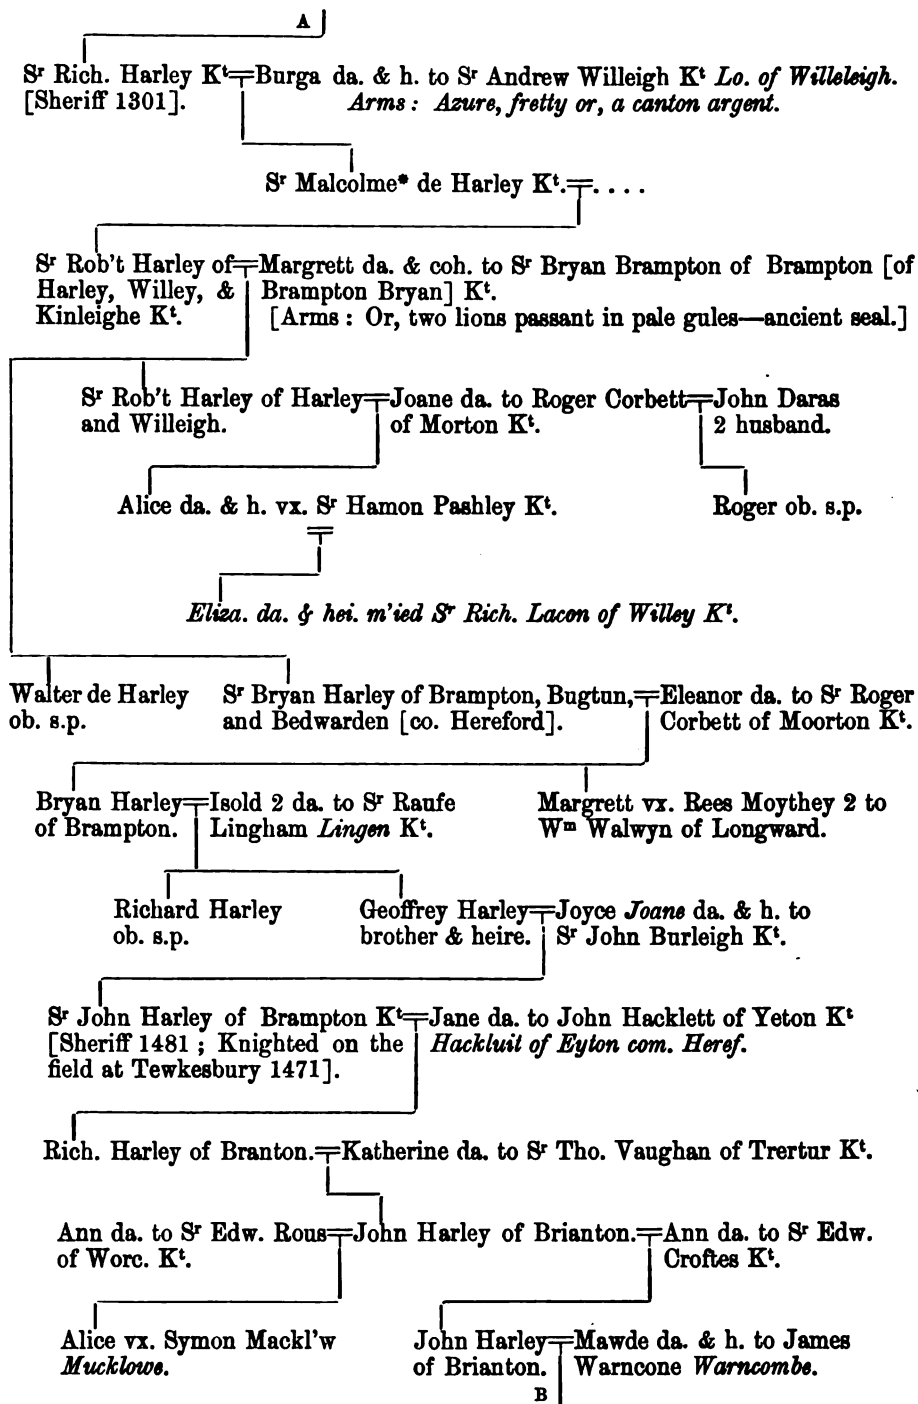 A
Sr Rich. Harley Kt=Burga da. & h. to Sr Andrew Willeigh Kt Lo. of Willeleigh.
[Sheriff 1301]. Arms : Azure, fretty or, a canton argent.
Sr Malcolme* de Harley Kt.=. . . .
Sr Rob't Harley of=Margrett da. & coh. to Sr Bryan Brampton of Brampton [of
Harley, Willey, & Brampton Bryan] Kt.
Kinleighe Kt. [Arms : Or, two lions passant in pale gules—ancient seal.]
Sr Rob't Harley of Harley=Joane da. to Roger Corbett=John Daras
and Willeigh. of Morton Kt. 2 husband.
Alice da. & h. vx. Sr Hamon Pashley Kt. Roger ob. s.p.
=
Eliza. da. & hei. m'ied Sr Rich. Lacon of Willey Kt.
Walter de Harley Sr Bryan Harley of Brampton, Bugtun,=Eleanor da. to Sr Roger
ob. s.p. and Bedwarden [co. Hereford]. Corbett of Moorton Kt.
Bryan Harley=Isold 2 da. to Sr Raufe Margrett vx. Rees Moythey 2 to
of Brampton. Lingham Lingen Kt. Wm Walwyn of Longward.
Richard Harley Geoffrey Harley=Joyce Joane da. & h. to
ob. s.p. brother & heire. Sr John Burleigh Kt.
Sr John Harley of Brampton Kt=Jane da. to John Hacklett of Yeton Kt
[Sheriff 1481 ; Knighted on the Hackluit of Eyton com. Heref.
field at Tewkesbury 1471].
Rich. Harley of Branton.=Katherine da. to Sr Tho. Vaughan of Trertur Kt.
Ann da. to Sr Edw. Rous=John Harley of Brianton.=Ann da. to Sr Edw.
of Worc. Kt. Croftes Kt.
Alice vx. Symon Mackl'w John Harley=Mawde da. & h. to James
Mucklowe. of Brianton. Warncone Warncombe.
B